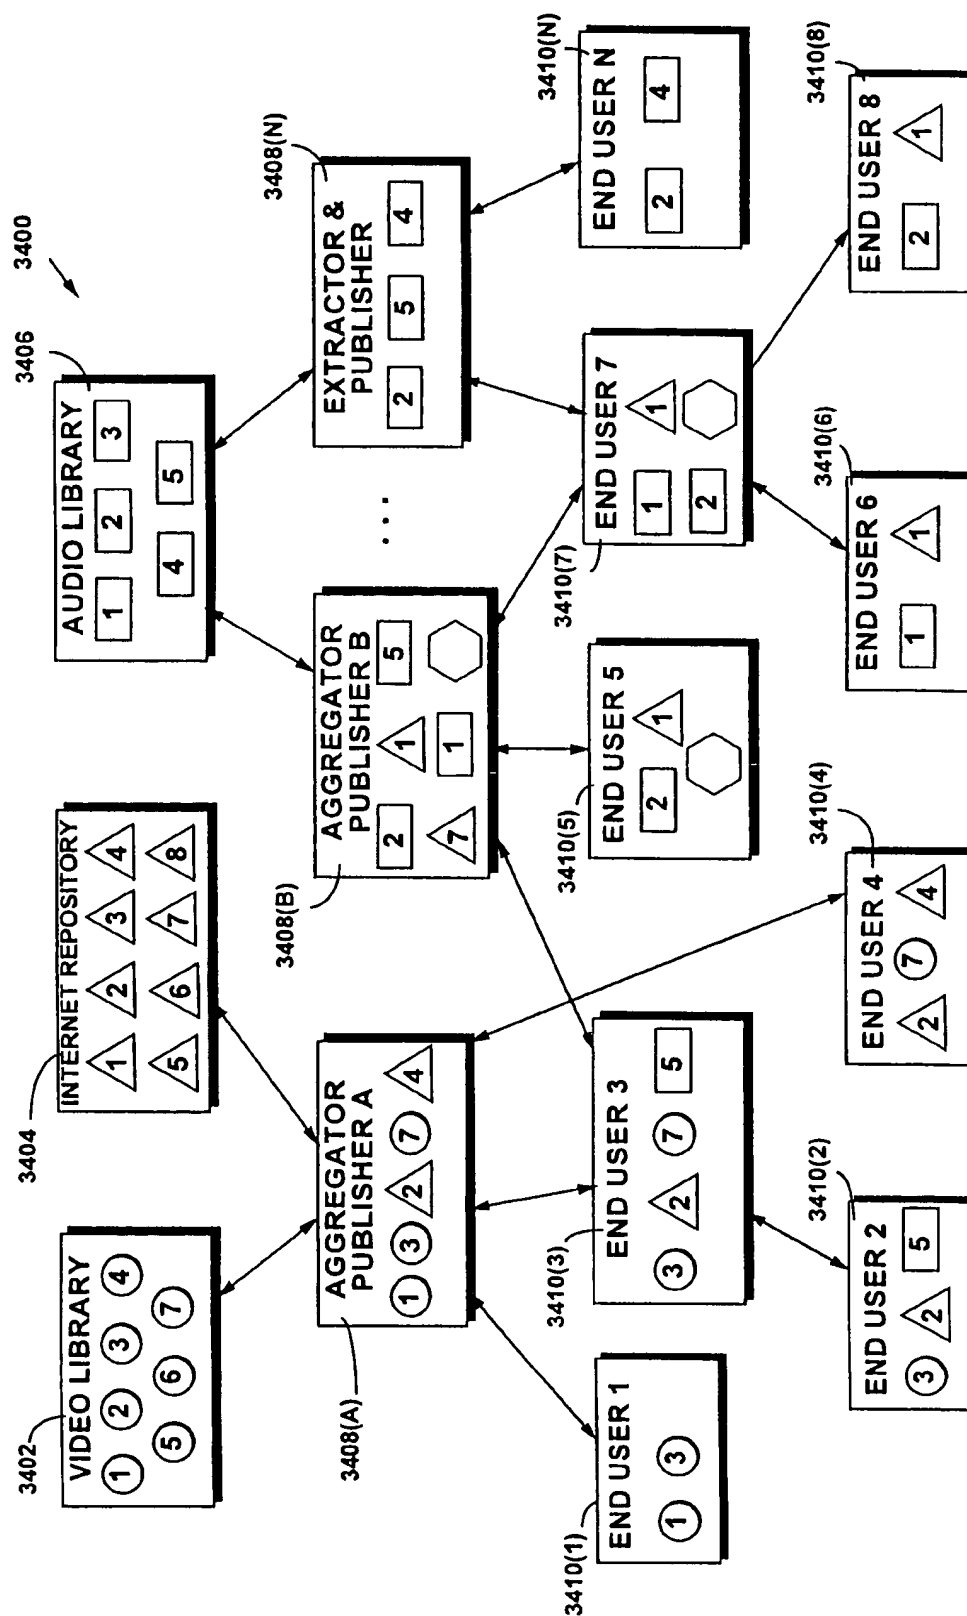 3400
3402
VIDEO LIBRARY
1 2 3 4
5 6 7
3404
INTERNET REPOSITORY
1 2 3 4
5 6 7 8
3406
AUDIO LIBRARY
1 2 3
4 5
3408(A)
AGGREGATOR
PUBLISHER A
1 3 2 7 4
3408(B)
AGGREGATOR
PUBLISHER B
2 1 5
7 1
...
3408(N)
EXTRACTOR &
PUBLISHER
2 5 4
3410(1)
END USER 1
1 3
3410(3)
END USER 3
3 2 7 5
3410(5)
END USER 5
2 1
3410(7)
END USER 7
1 1
2
3410(N)
END USER N
2 4
3410(2)
END USER 2
3 2 5
3410(4)
END USER 4
2 7 4
3410(6)
END USER 6
1 1
3410(8)
END USER 8
2 1